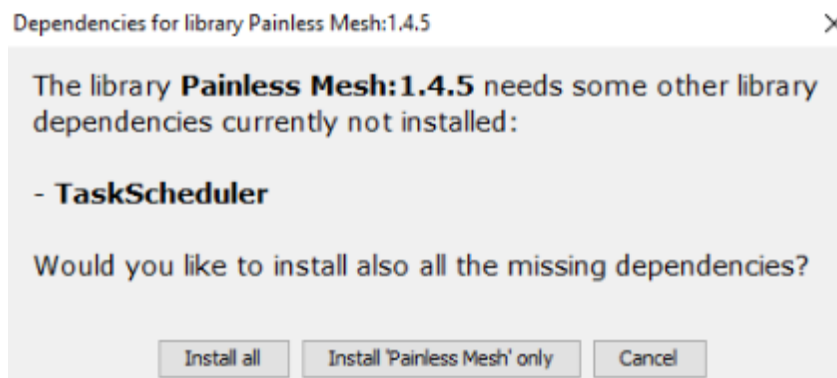 Dependencies for library Painless Mesh:1.4.5
The library Painless Mesh:1.4.5 needs some other library
dependencies currently not installed:
- TaskScheduler
Would you like to install also all the missing dependencies?
Install all Install 'Painless Mesh' only Cancel